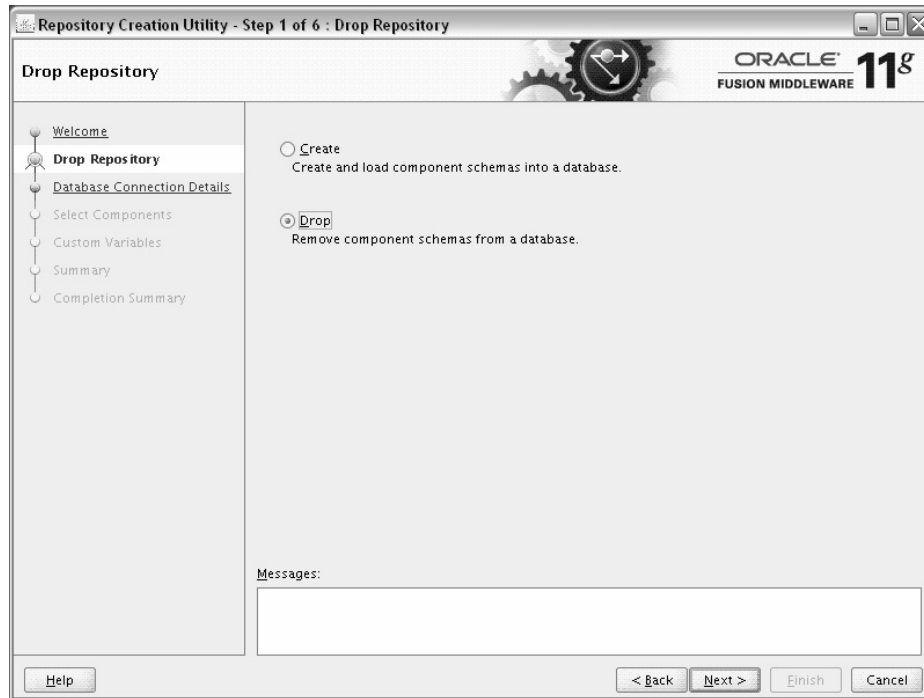 Repository Creation Utility - Step 1 of 6 : Drop Repository
Drop Repository
ORACLE
FUSION MIDDLEWARE 11g
Welcome
Drop Repository
Database Connection Details
Select Components
Custom Variables
Summary
Completion Summary
Create
Create and load component schemas into a database.
Drop
Remove component schemas from a database.
Messages:
Help
< Back
Next >
Finish
Cancel